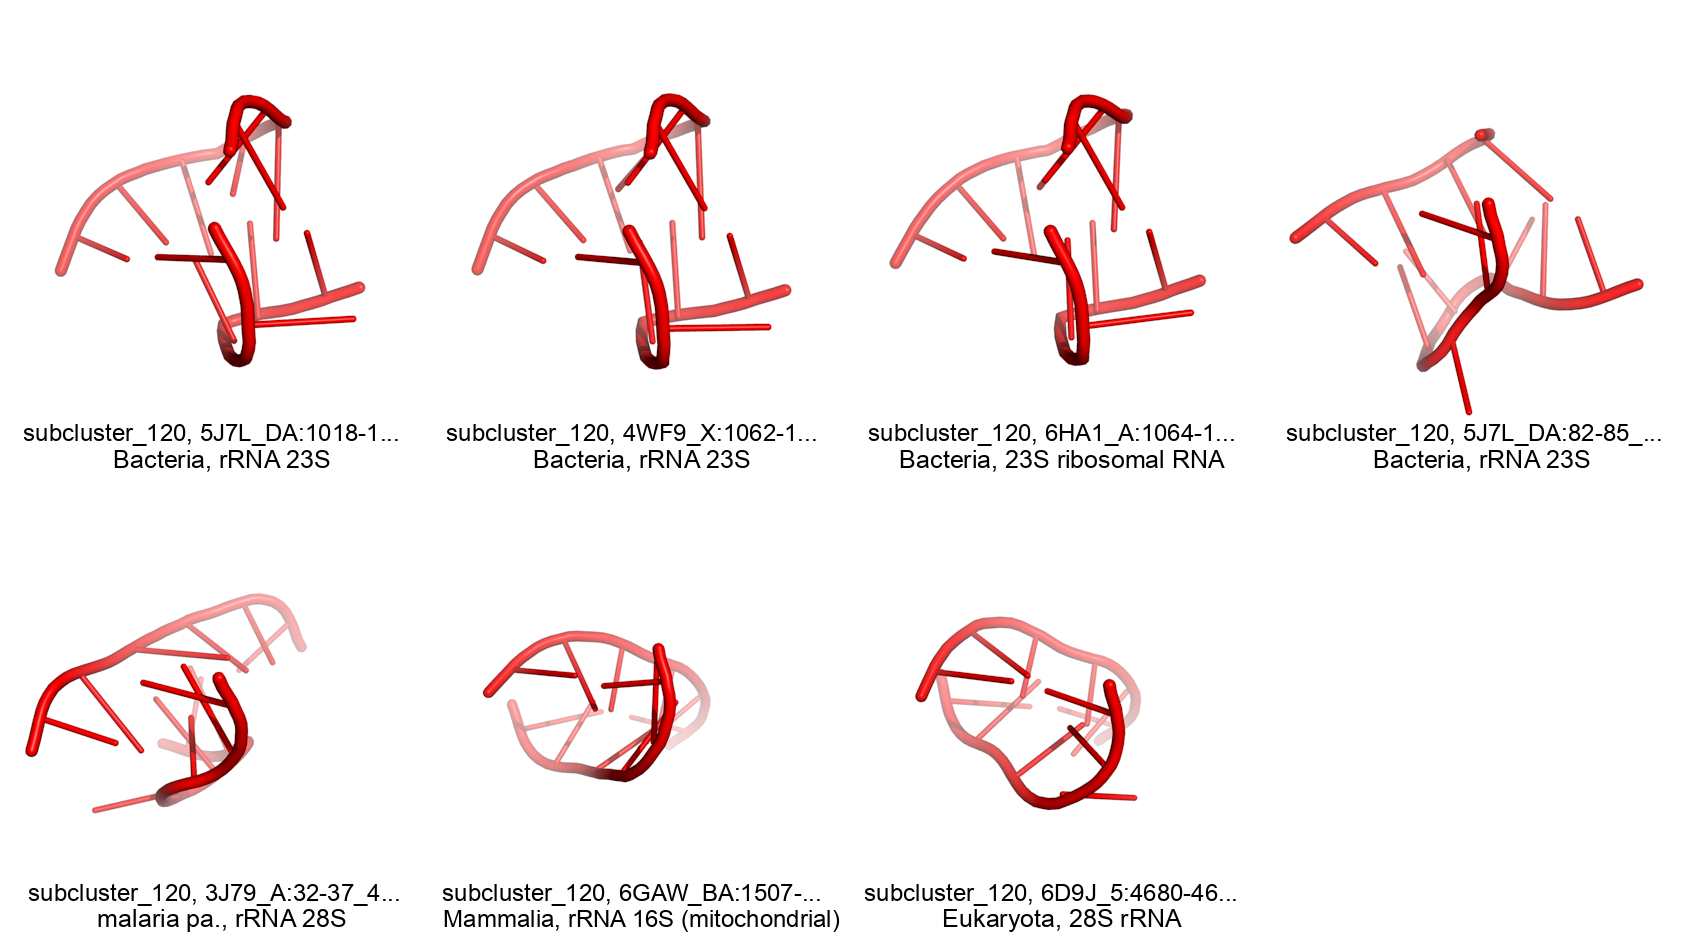 subcluster_120, 5J7L_DA:1018-1...
Bacteria, rRNA 23S
subcluster_120, 4WF9_X:1062-1...
Bacteria, rRNA 23S
subcluster_120, 6HA1_A:1064-1...
Bacteria, 23S ribosomal RNA
subcluster_120, 5J7L_DA:82-85_...
Bacteria, rRNA 23S
subcluster_120, 3J79_A:32-37_4...
malaria pa., rRNA 28S
subcluster_120, 6GAW_BA:1507-...
Mammalia, rRNA 16S (mitochondrial)
subcluster_120, 6D9J_5:4680-46...
Eukaryota, 28S rRNA